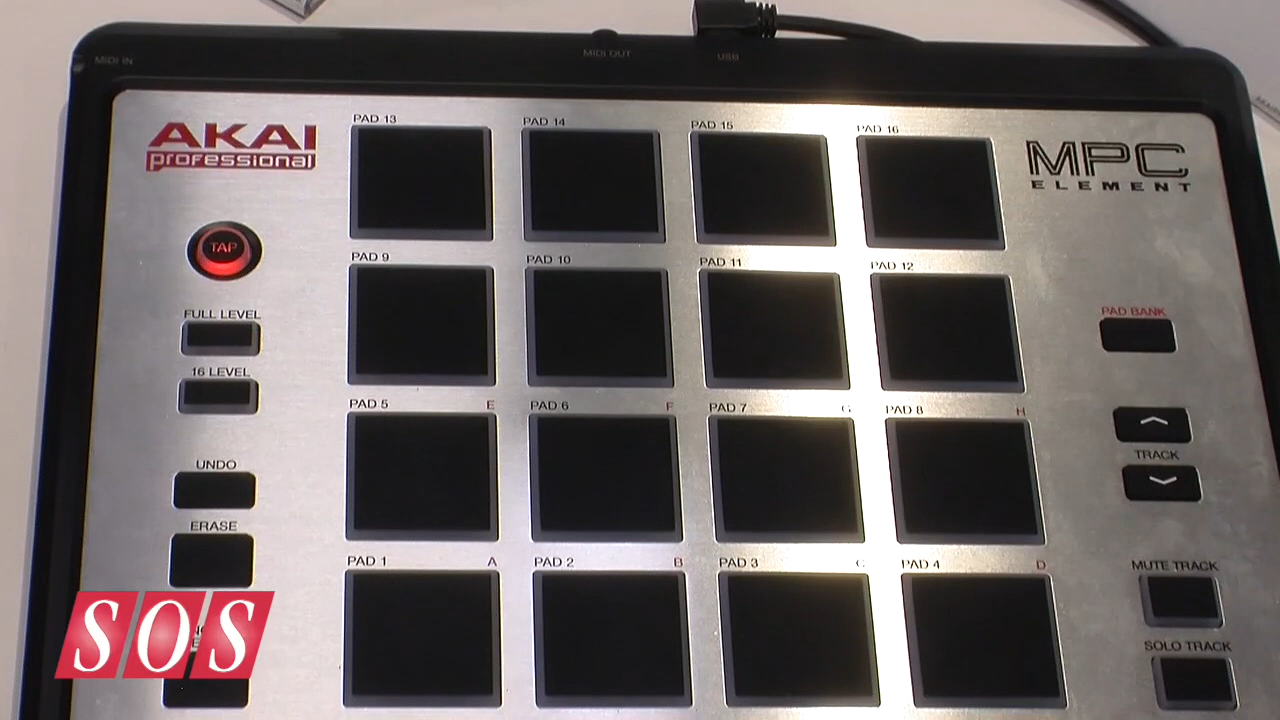 MIDI IN
MIDI OUT
USB
AKAI
professional
MPC
ELEMENT
PAD 13
PAD 14
PAD 15
PAD 16
TAP
PAD 9
PAD 10
PAD 11
PAD 12
FULL LEVEL
PAD BANK
16 LEVEL
PAD 5 E
PAD 6 F
PAD 7 G
PAD 8 H
TRACK
UNDO
ERASE
PAD 1 A
PAD 2 B
PAD 3 C
PAD 4 D
MUTE TRACK
SOLO TRACK
SOS